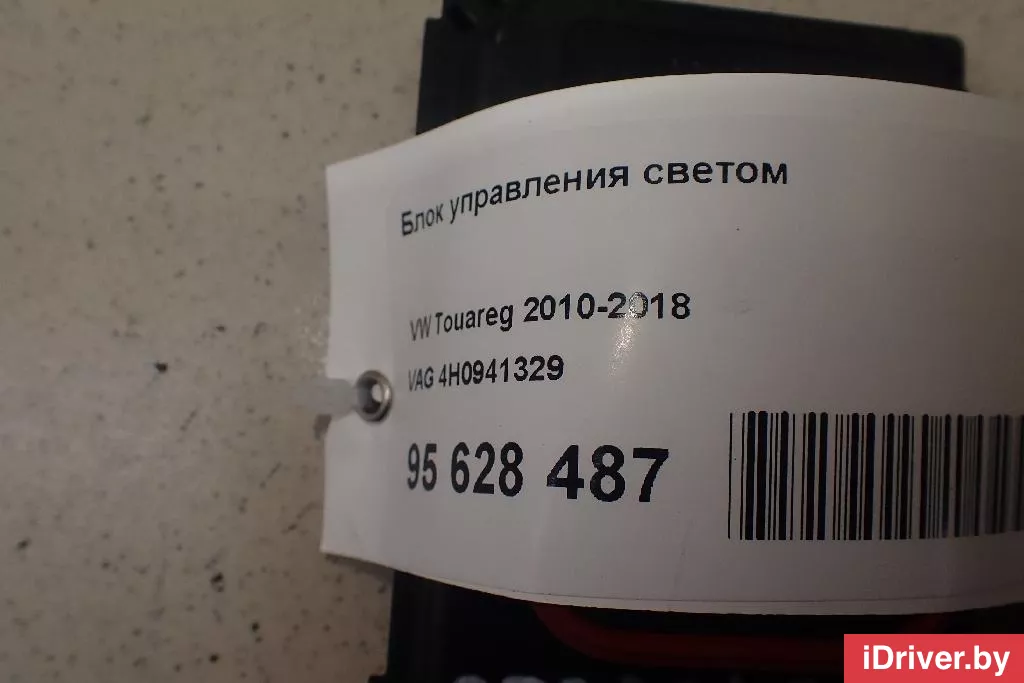 Блок управления светом
VW Touareg 2010-2018
VAG 4H0941329
95 628 487
iDriver.by